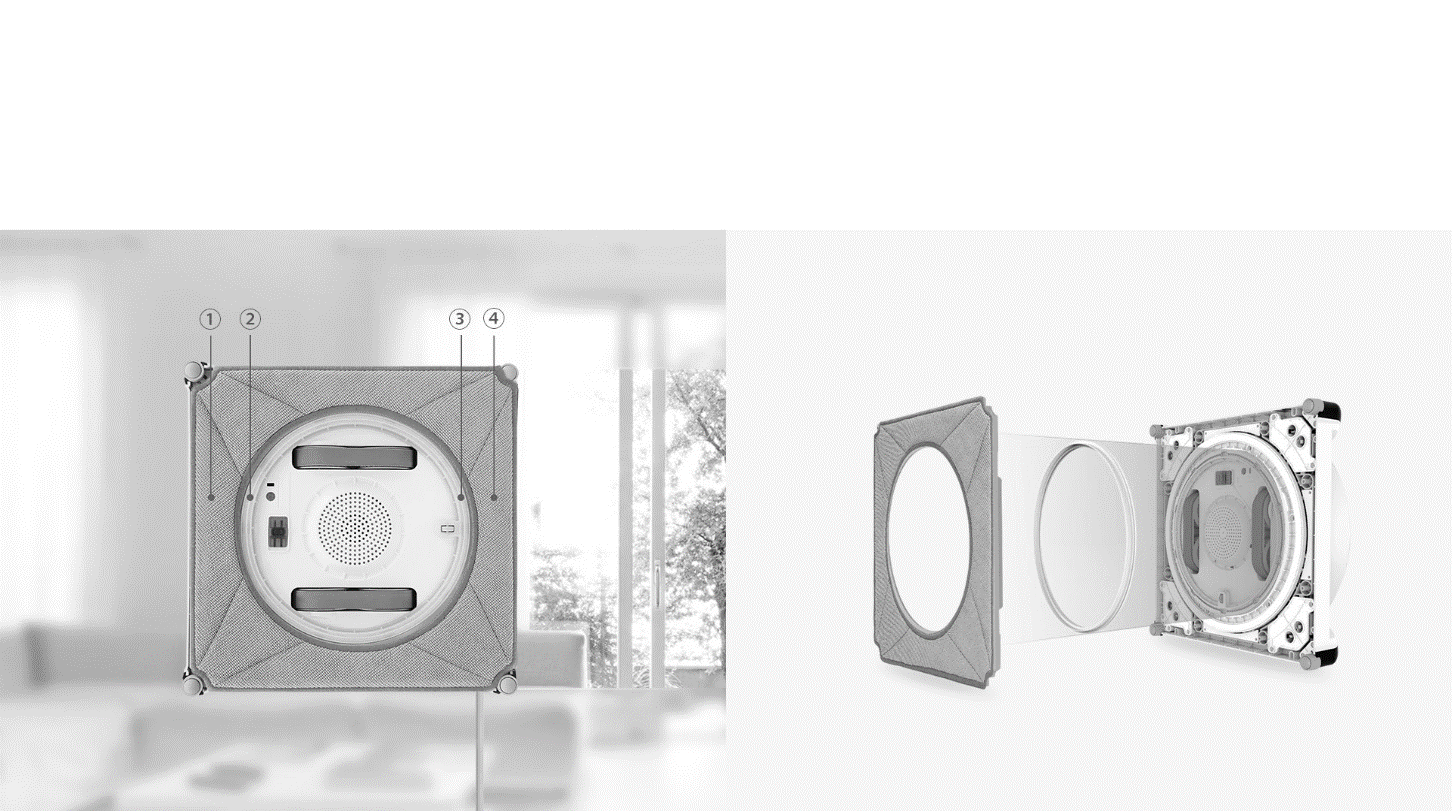 ① ② ③ ④